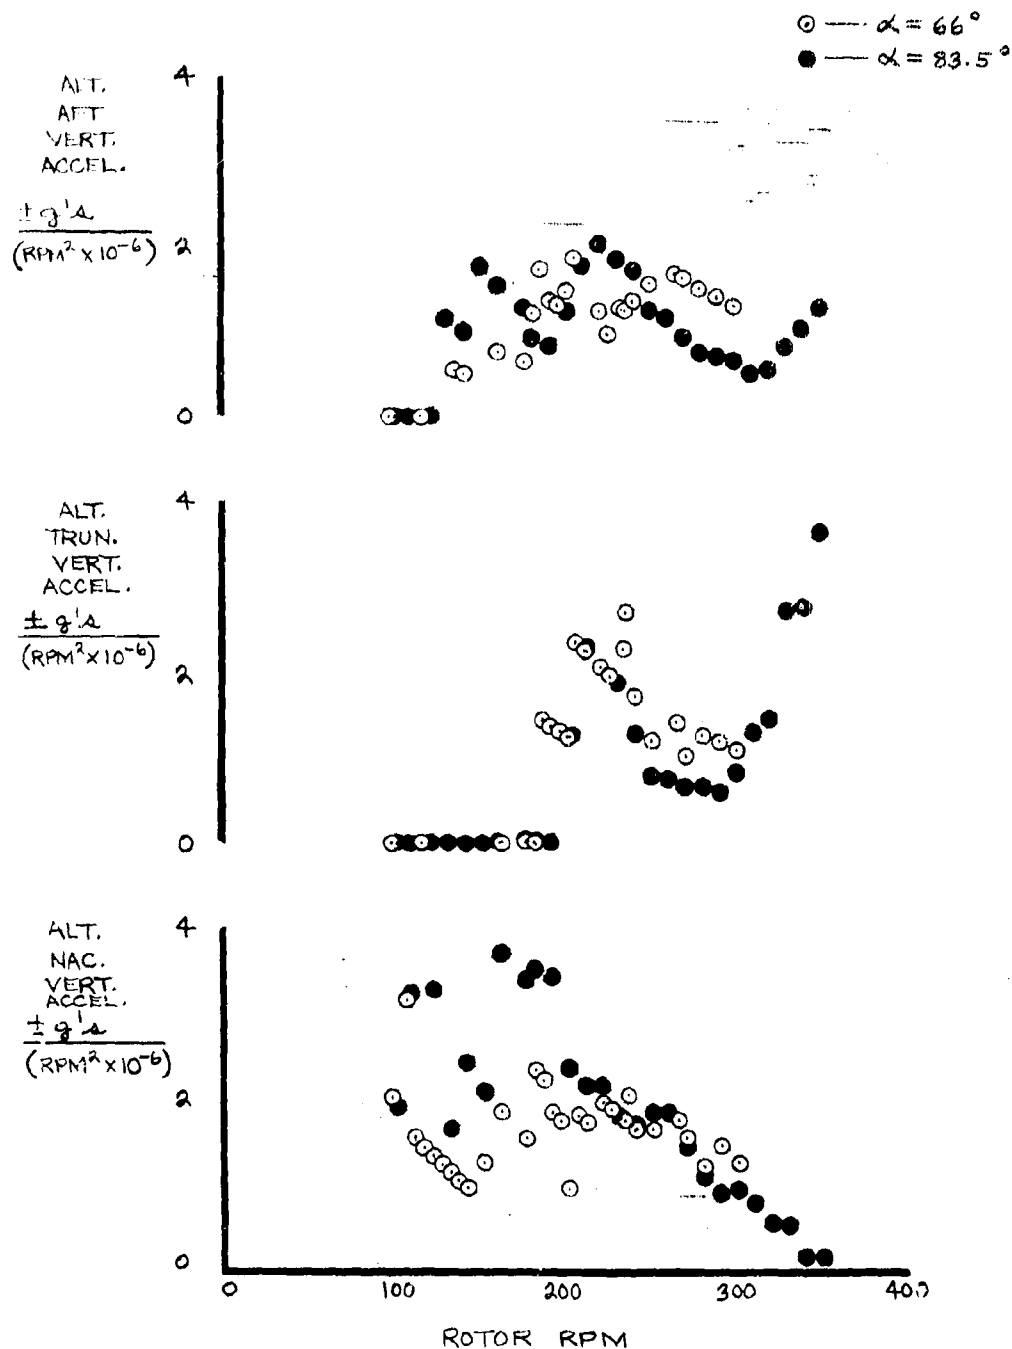 ⊙ — α = 66°
● — α = 83.5°
4
ALT.
AFT
VERT.
ACCEL.
± g's
(RPM² × 10⁻⁶)
2
0
4
ALT.
TRUN.
VERT.
ACCEL.
± g's
(RPM² × 10⁻⁶)
2
0
4
ALT.
NAC.
VERT.
ACCEL.
± g's
(RPM² × 10⁻⁶)
2
0
0 100 200 300 400
ROTOR RPM